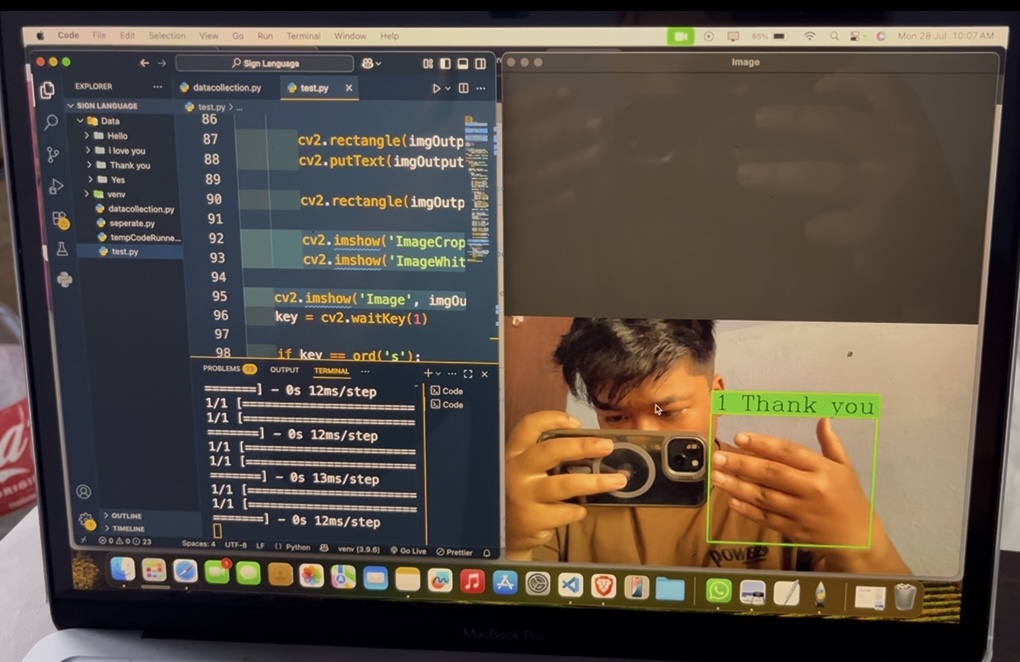 Code File Edit Selection View Go Run Terminal Window Help
85% Mon 28 Jul 10:07 AM
Sign Language
Image
EXPLORER
datacollection.py
test.py
SIGN LANGUAGE
test.py > ...
Data
Hello
i love you
Thank you
Yes
venv
datacollection.py
seperate.py
tempCodeRunne...
test.py
86
87 cv2.rectangle(imgOutp
88 cv2.putText(imgOutput
89
90 cv2.rectangle(imgOutp
91
92 cv2.imshow('ImageCrop
93 cv2.imshow('ImageWhit
94
95 cv2.imshow('Image', imgOu
96 key = cv2.waitKey(1)
97
98 if key == ord('s'):
PROBLEMS 23 OUTPUT TERMINAL ...
Code
Code
=======] - 0s 12ms/step
1/1 [====================
1/1 [====================
=======] - 0s 12ms/step
1/1 [====================
1/1 [====================
=======] - 0s 13ms/step
1/1 [====================
1/1 [====================
=======] - 0s 12ms/step
OUTLINE
TIMELINE
0 0 23 Spaces: 4 UTF-8 LF Python venv (3.9.6) Go Live Prettier
1 Thank you
POWERS
MacBook Pro